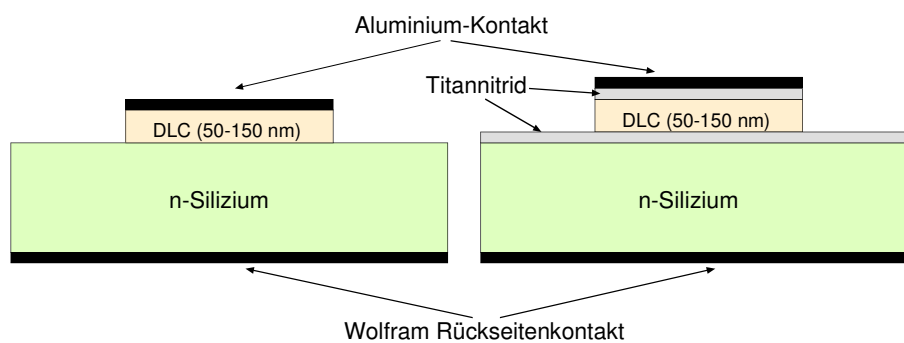 Aluminium-Kontakt
Titannitrid
DLC (50-150 nm)
DLC (50-150 nm)
n-Silizium
n-Silizium
Wolfram Rückseitenkontakt